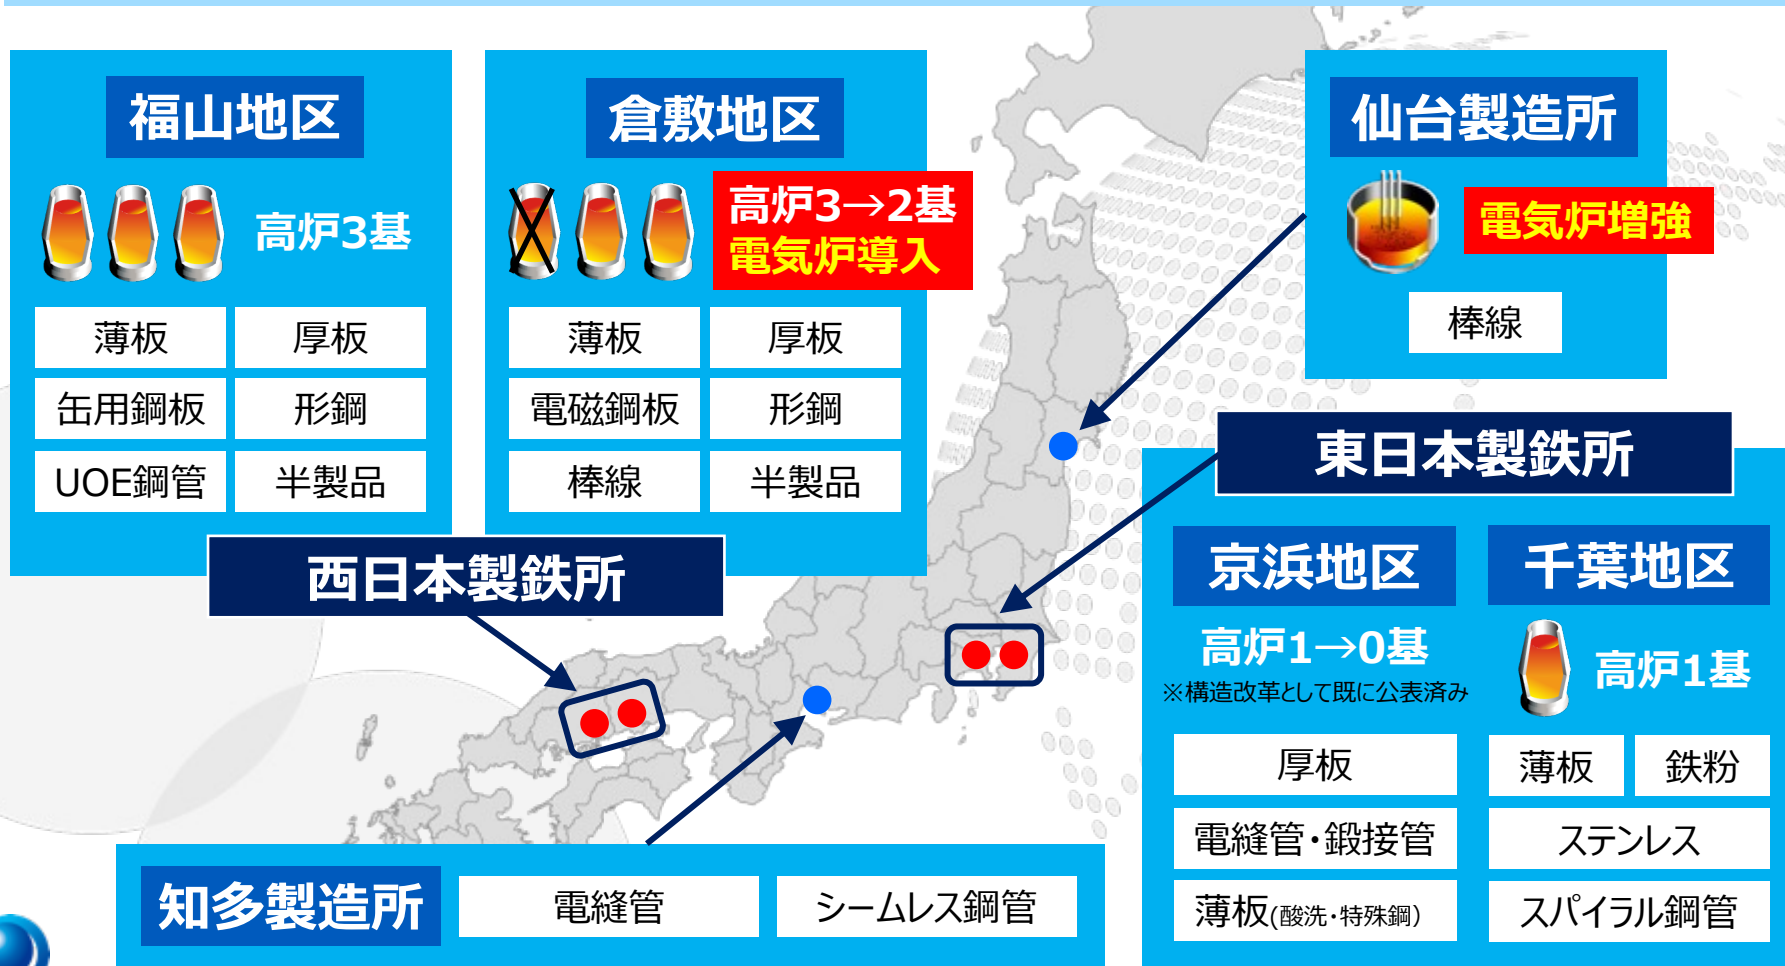 福山地区
高炉3基
薄板
厚板
缶用鋼板
形鋼
UOE鋼管
半製品
倉敷地区
高炉3→2基
電気炉導入
薄板
厚板
電磁鋼板
形鋼
棒線
半製品
西日本製鉄所
仙台製造所
電気炉増強
棒線
東日本製鉄所
京浜地区
高炉1→0基
※構造改革として既に公表済み
厚板
電縫管・鍛接管
薄板(酸洗・特殊鋼)
千葉地区
高炉1基
薄板
鉄粉
ステンレス
スパイラル鋼管
知多製造所
電縫管
シームレス鋼管